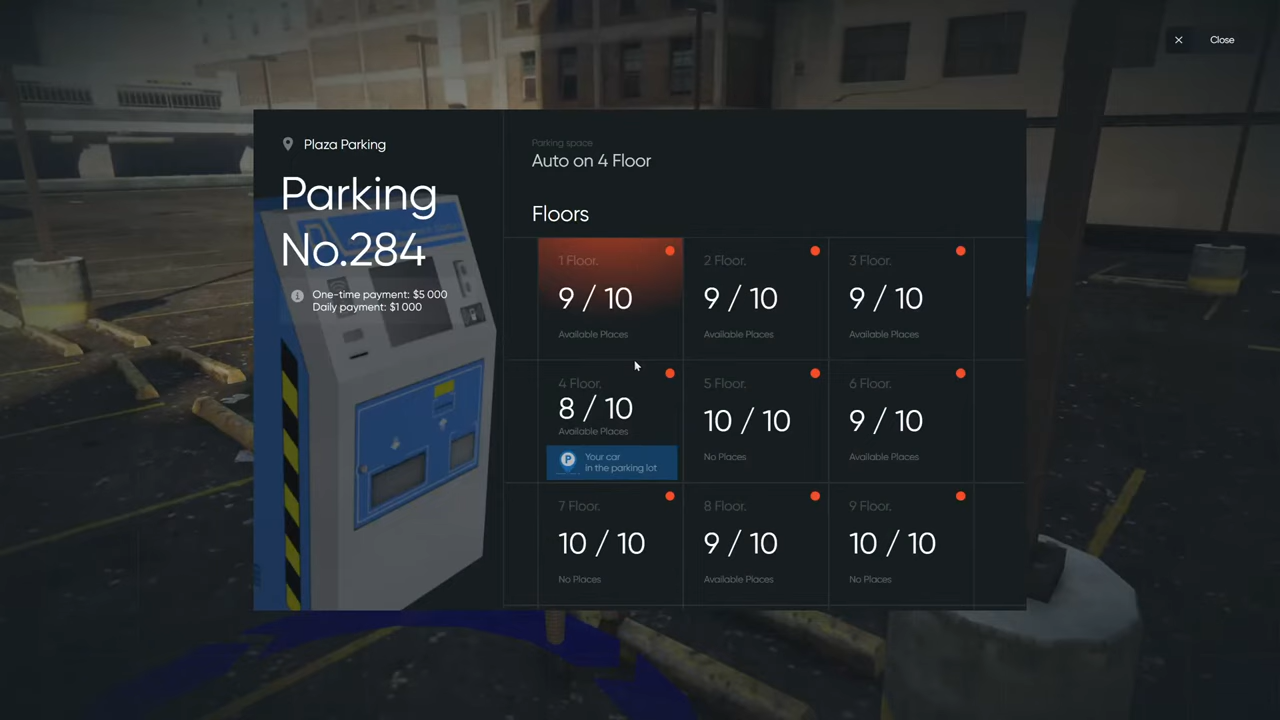 Close
Plaza Parking
Parking
No.284
One-time payment: $5 000
Daily payment: $1 000
Parking space
Auto on 4 Floor
Floors
1 Floor.
9 / 10
Available Places
2 Floor.
9 / 10
Available Places
3 Floor.
9 / 10
Available Places
4 Floor.
8 / 10
Available Places
P
Your car
in the parking lot
5 Floor.
10 / 10
No Places
6 Floor.
9 / 10
Available Places
7 Floor.
10 / 10
No Places
8 Floor.
9 / 10
Available Places
9 Floor.
10 / 10
No Places